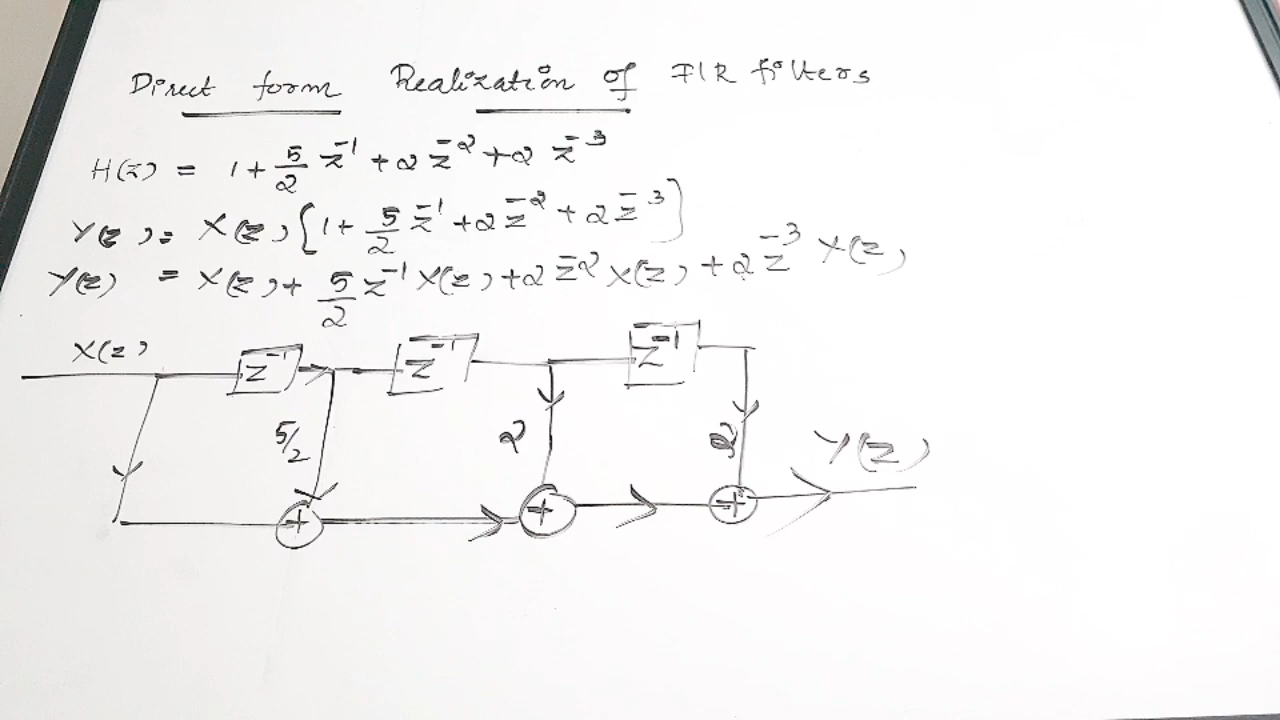 Direct form Realization of FIR filters
H(z) = 1 + 5/2 z^-1 + 2 z^-2 + 2 z^-3
Y(z) = X(z) [1 + 5/2 z^-1 + 2 z^-2 + 2 z^-3]
Y(z) = X(z) + 5/2 z^-1 X(z) + 2 z^-2 X(z) + 2 z^-3 X(z)
X(z) z^-1 z^-1 z^-1
5/2 2 2 Y(z)
+ + +